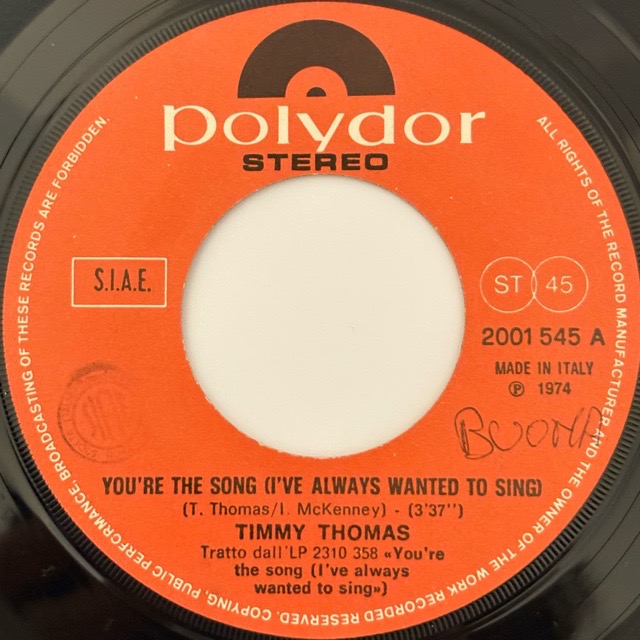 polydor
STEREO
S.I.A.E.
ST 45
2001 545 A
MADE IN ITALY
℗ 1974
BUONA
YOU'RE THE SONG (I'VE ALWAYS WANTED TO SING)
(T. Thomas/I. McKenney) - (3'37'')
TIMMY THOMAS
Tratto dall'LP 2310 358 «You're
the song (I've always
wanted to sing»)
ALL RIGHTS OF THE RECORD MANUFACTURER AND THE OWNER OF THE WORK RECORDED RESERVED. COPYING, PUBLIC PERFORMANCE, BROADCASTING OF THESE RECORDS ARE FORBIDDEN.